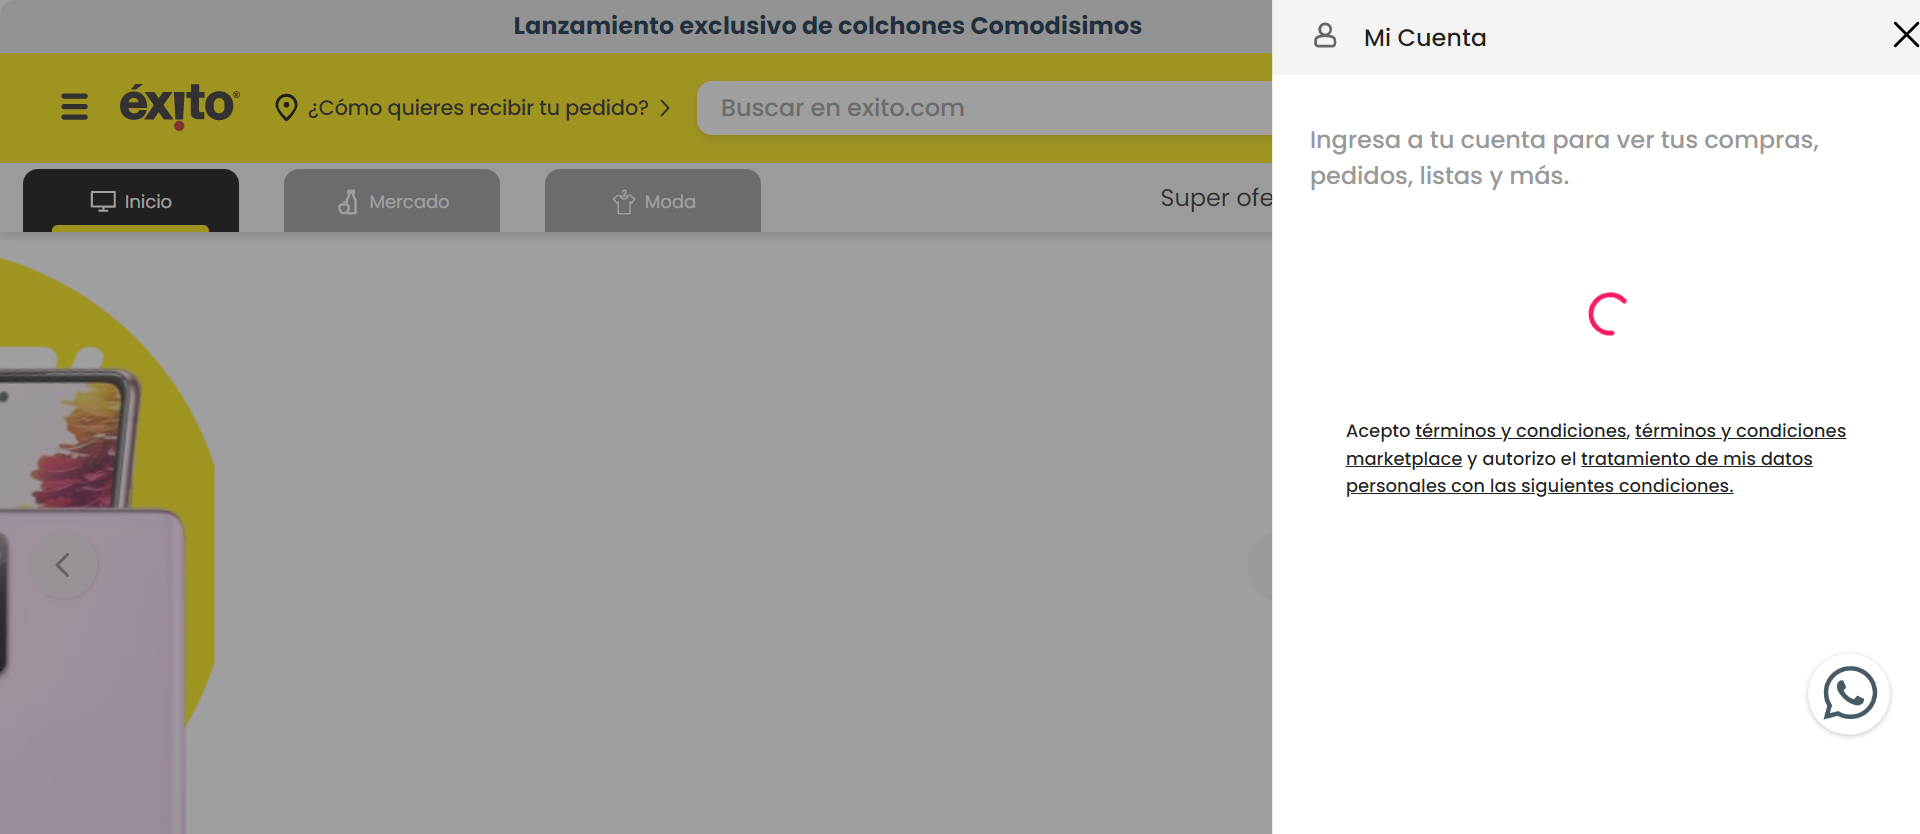 Lanzamiento exclusivo de colchones Comodisimos
éxito®
¿Cómo quieres recibir tu pedido?
Buscar en exito.com
Inicio
Mercado
Moda
Super ofe
Mi Cuenta
Ingresa a tu cuenta para ver tus compras,
pedidos, listas y más.
Acepto términos y condiciones, términos y condiciones
marketplace y autorizo el tratamiento de mis datos
personales con las siguientes condiciones.